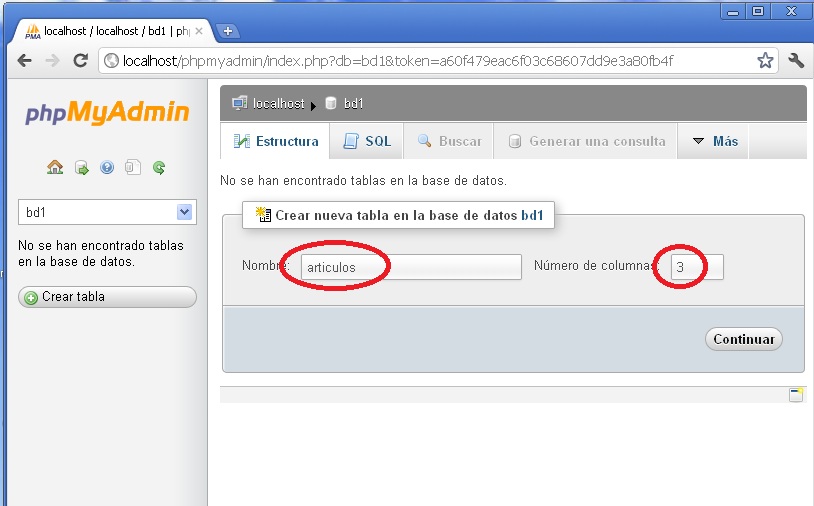 localhost / localhost / bd1 | ph
localhost/phpmyadmin/index.php?db=bd1&token=a60f479eac6f03c68607dd9e3a80fb4f
phpMyAdmin
bd1
No se han encontrado tablas
en la base de datos.
Crear tabla
localhost bd1
Estructura SQL Buscar Generar una consulta Más
No se han encontrado tablas en la base de datos.
Crear nueva tabla en la base de datos bd1
Nombre: articulos Número de columnas: 3
Continuar